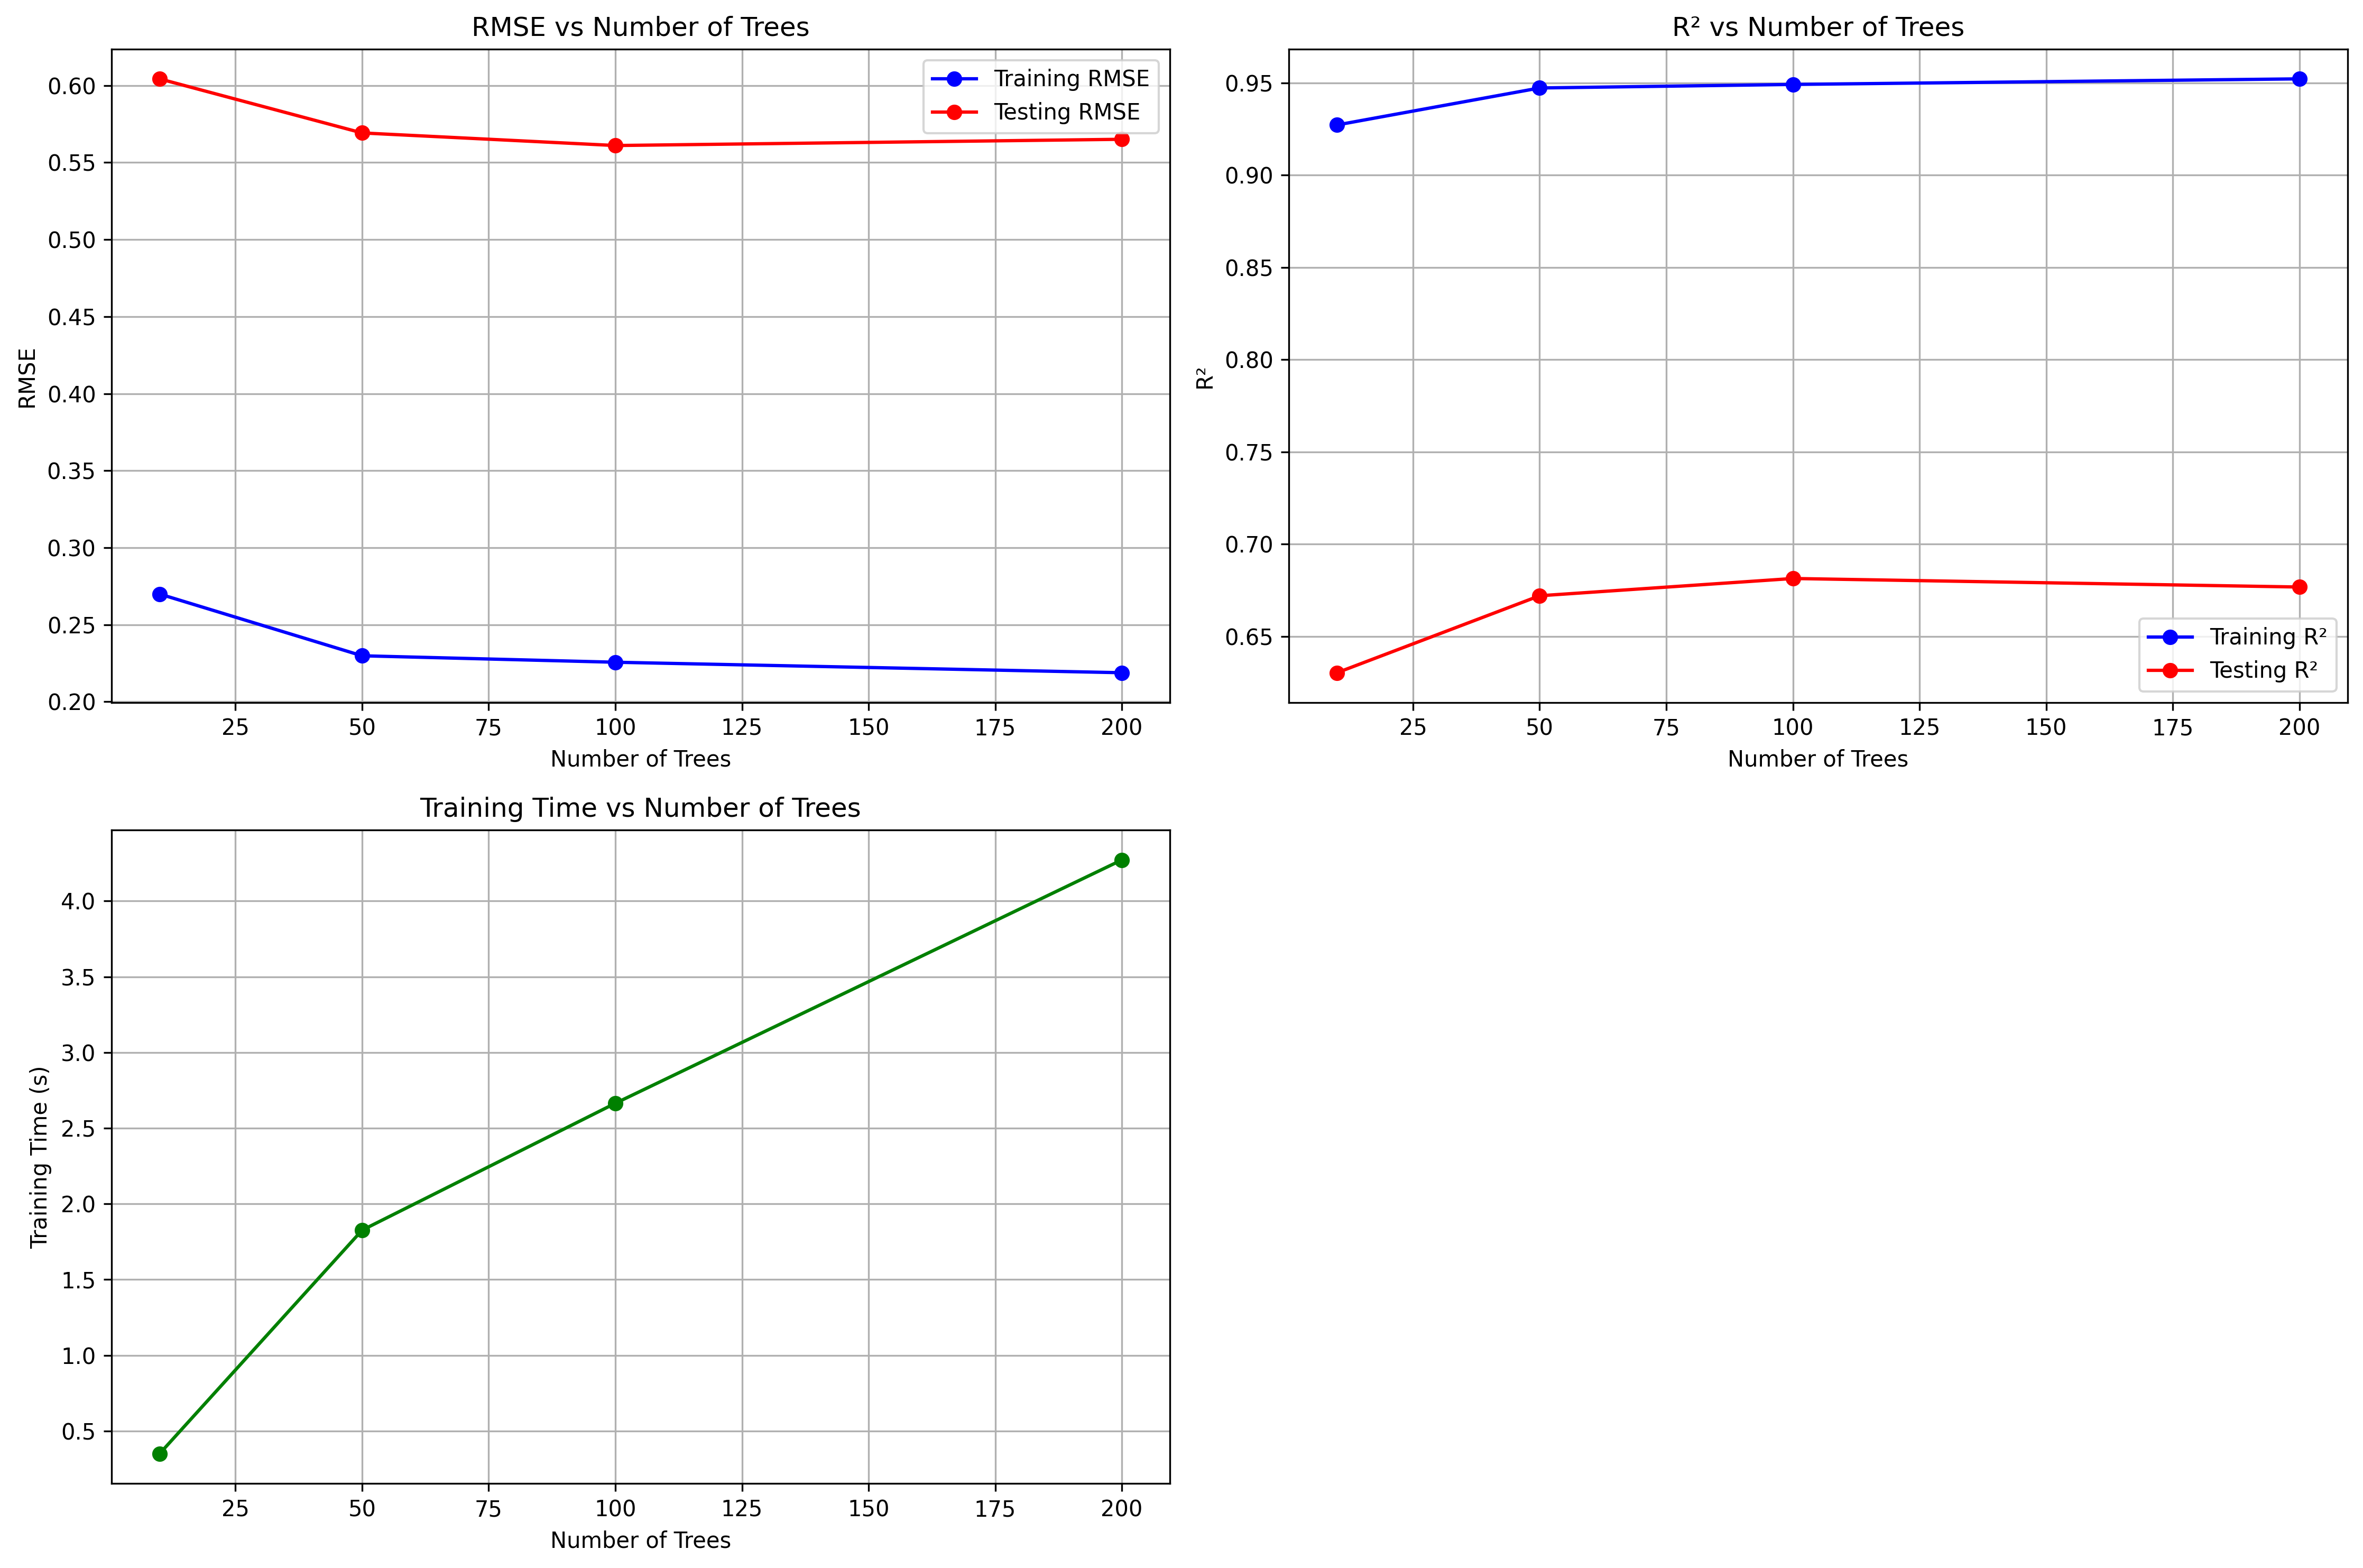 RMSE vs Number of Trees
0.60
0.55
0.50
0.45
0.40
0.35
0.30
0.25
0.20
RMSE
Training RMSE
Testing RMSE
25 50 75 100 125 150 175 200
Number of Trees
R² vs Number of Trees
0.95
0.90
0.85
0.80
0.75
0.70
0.65
R²
Training R²
Testing R²
25 50 75 100 125 150 175 200
Number of Trees
Training Time vs Number of Trees
4.0
3.5
3.0
2.5
2.0
1.5
1.0
0.5
Training Time (s)
25 50 75 100 125 150 175 200
Number of Trees